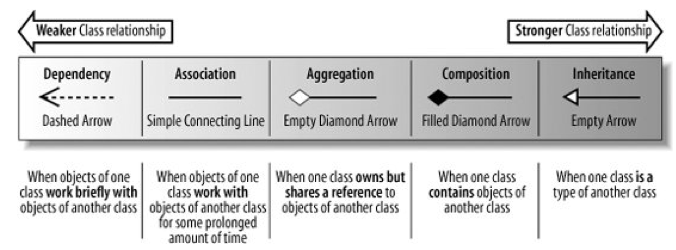 Weaker Class relationship
Stronger Class relationship
Dependency
Dashed Arrow
Association
Simple Connecting Line
Aggregation
Empty Diamond Arrow
Composition
Filled Diamond Arrow
Inheritance
Empty Arrow
When objects of one
class work briefly with
objects of another class
When objects of one
class work with
objects of another class
for some prolonged
amount of time
When one class owns but
shares a reference to
objects of another class
When one class
contains objects of
another class
When one class is a
type of another class